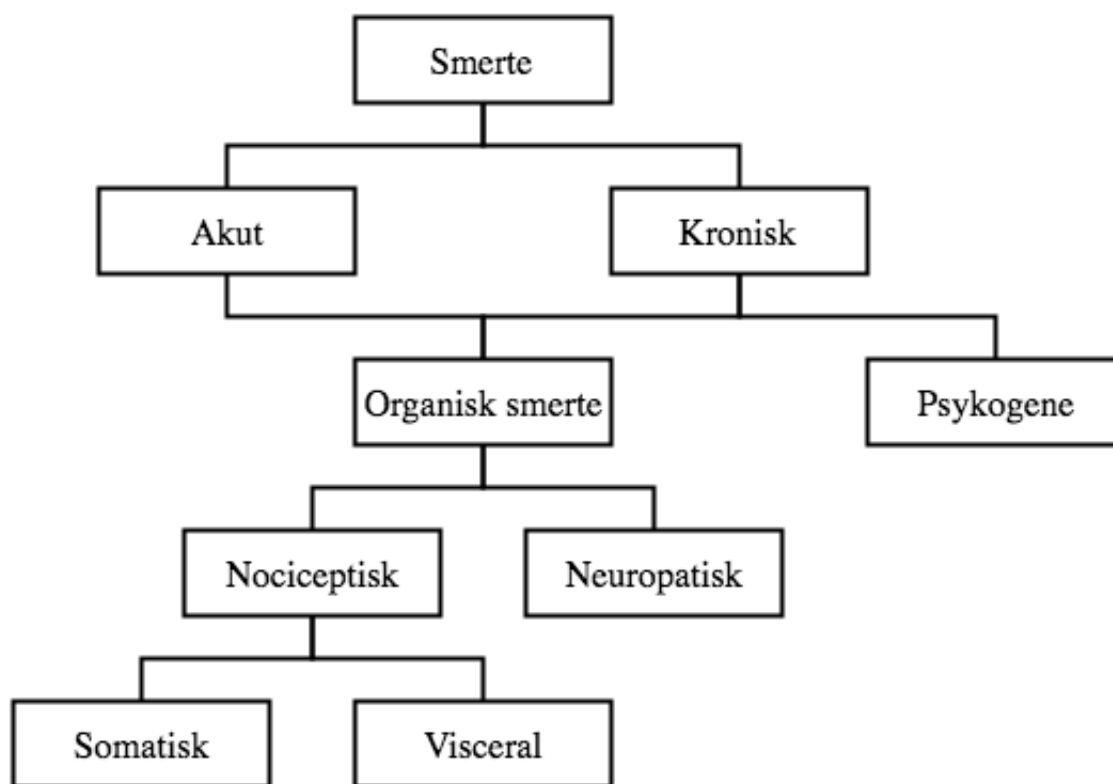 Smerte
Akut
Kronisk
Organisk smerte
Psykogene
Nociceptisk
Neuropatisk
Somatisk
Visceral